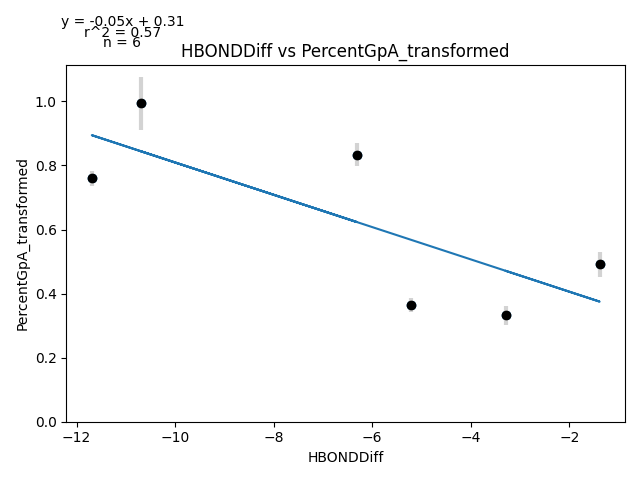 y = -0.05x + 0.31
r^2 = 0.57
n = 6
HBONDDiff vs PercentGpA_transformed
PercentGpA_transformed
1.0
0.8
0.6
0.4
0.2
0.0
−12
−10
−8
−6
−4
−2
HBONDDiff